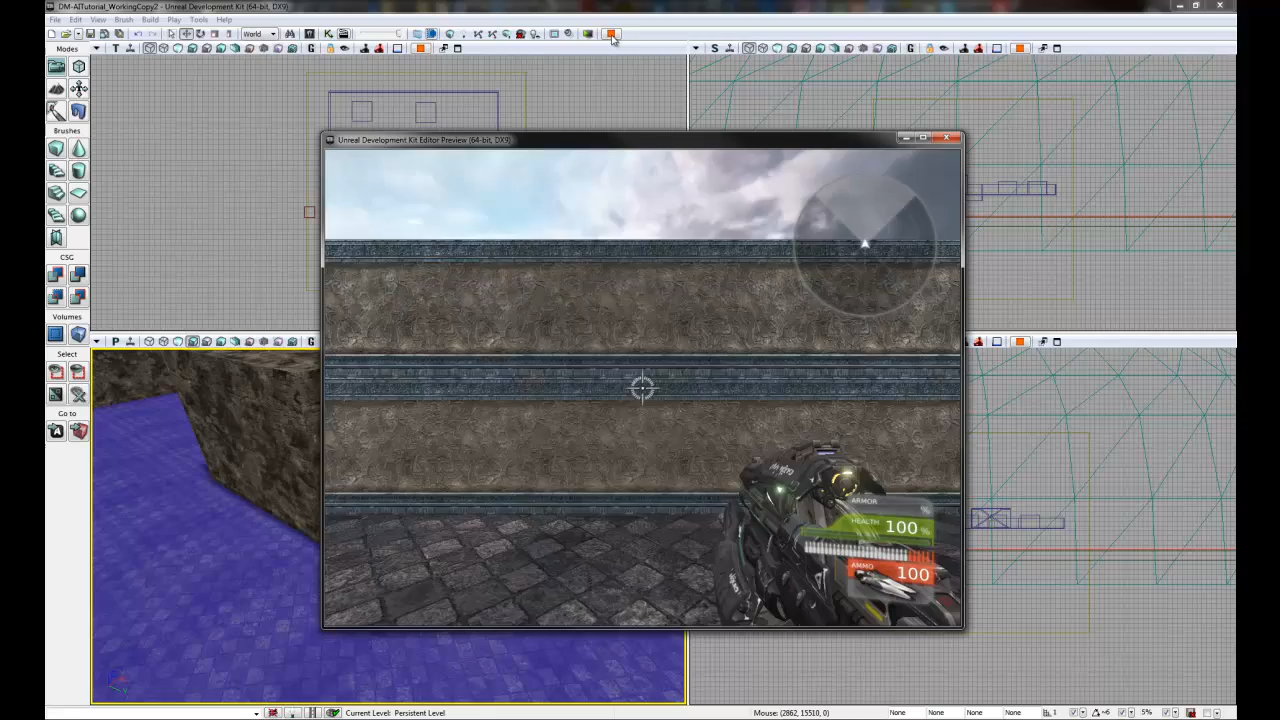 DM-AITutorial_WorkingCopy2 - Unreal Development Kit (64-bit, DX9)
File Edit View Brush Build Play Tools Help
World
Modes
T
G
S
G
Brushes
CSG
Volumes
Select
Go to
Unreal Development Kit Editor Preview (64-bit, DX9)
ARMOR
%
HEALTH 100 %
AMMO 100
P
G
Current Level: Persistent Level
Mouse: (2862, 15510, 0)
None None None None
1
6
5%